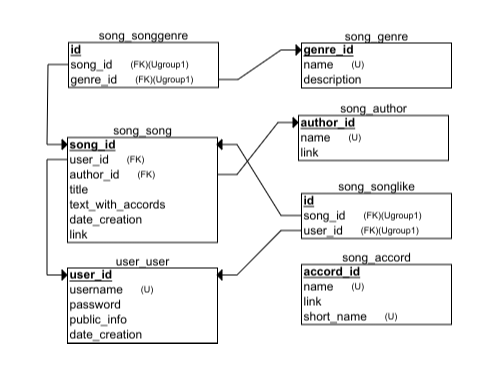 song_songgenre
id
song_id (FK)(Ugroup1)
genre_id (FK)(Ugroup1)
song_genre
genre_id
name (U)
description
song_author
author_id
name (U)
link
song_song
song_id
user_id (FK)
author_id (FK)
title
text_with_accords
date_creation
link
song_songlike
id
song_id (FK)(Ugroup1)
user_id (FK)(Ugroup1)
user_user
user_id
username (U)
password
public_info
date_creation
song_accord
accord_id
name (U)
link
short_name (U)